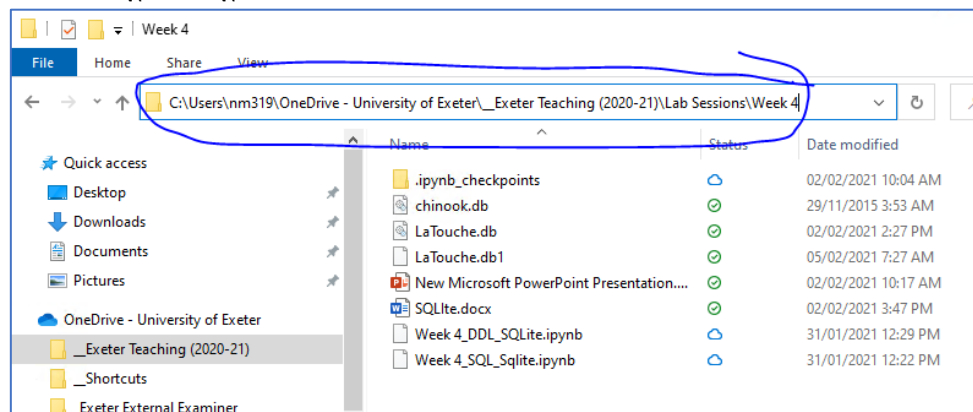 Week 4
File Home Share View
C:\Users\nm319\OneDrive - University of Exeter\__Exeter Teaching (2020-21)\Lab Sessions\Week 4
Name Status Date modified
Quick access
Desktop
Downloads
Documents
Pictures
OneDrive - University of Exeter
__Exeter Teaching (2020-21)
__Shortcuts
Exeter External Examiner
.ipynb_checkpoints 02/02/2021 10:04 AM
chinook.db 29/11/2015 3:53 AM
LaTouche.db 02/02/2021 2:27 PM
LaTouche.db1 05/02/2021 7:27 AM
New Microsoft PowerPoint Presentation.... 02/02/2021 10:17 AM
SQLIte.docx 02/02/2021 3:47 PM
Week 4_DDL_SQLite.ipynb 31/01/2021 12:29 PM
Week 4_SQL_Sqlite.ipynb 31/01/2021 12:22 PM